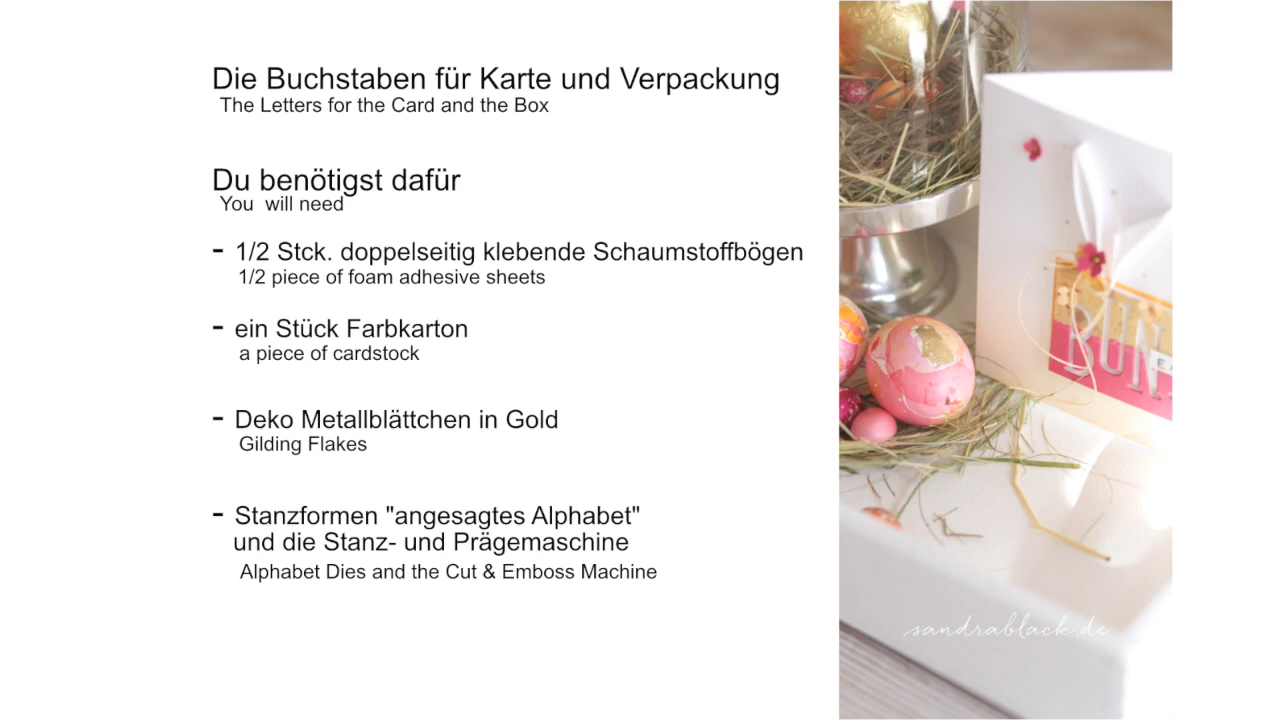 Die Buchstaben für Karte und Verpackung
The Letters for the Card and the Box
Du benötigst dafür
You will need
- 1/2 Stck. doppelseitig klebende Schaumstoffbögen
1/2 piece of foam adhesive sheets
- ein Stück Farbkarton
a piece of cardstock
- Deko Metallblättchen in Gold
Gilding Flakes
- Stanzformen "angesagtes Alphabet"
und die Stanz- und Prägemaschine
Alphabet Dies and the Cut & Emboss Machine
BUN
sandrablack.de